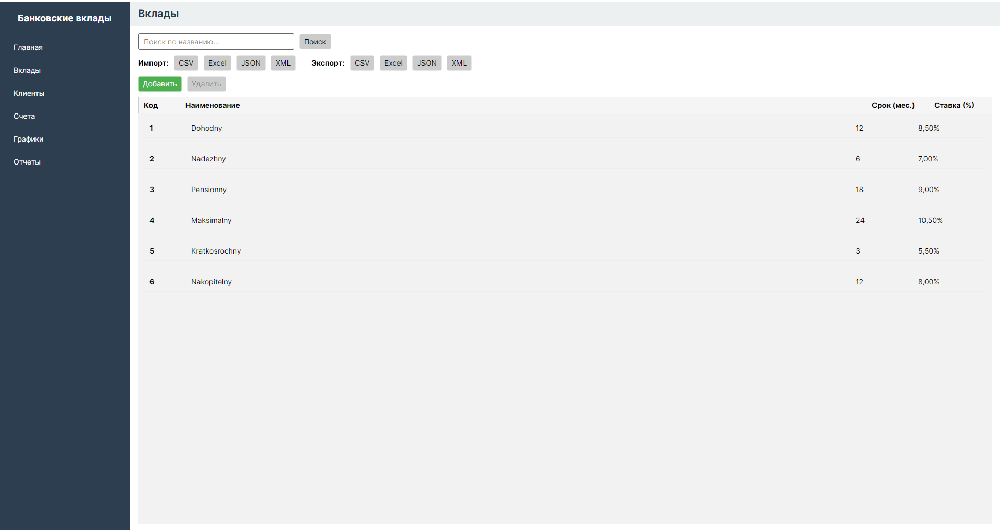 Банковские вклады
Главная
Вклады
Клиенты
Счета
Графики
Отчеты
Вклады
Поиск по названию... Поиск
Импорт: CSV Excel JSON XML Экспорт: CSV Excel JSON XML
Добавить Удалить
Код Наименование Срок (мес.) Ставка (%)
1 Dohodny 12 8,50%
2 Nadezhny 6 7,00%
3 Pensionny 18 9,00%
4 Maksimalny 24 10,50%
5 Kratkosrochny 3 5,50%
6 Nakopitelny 12 8,00%